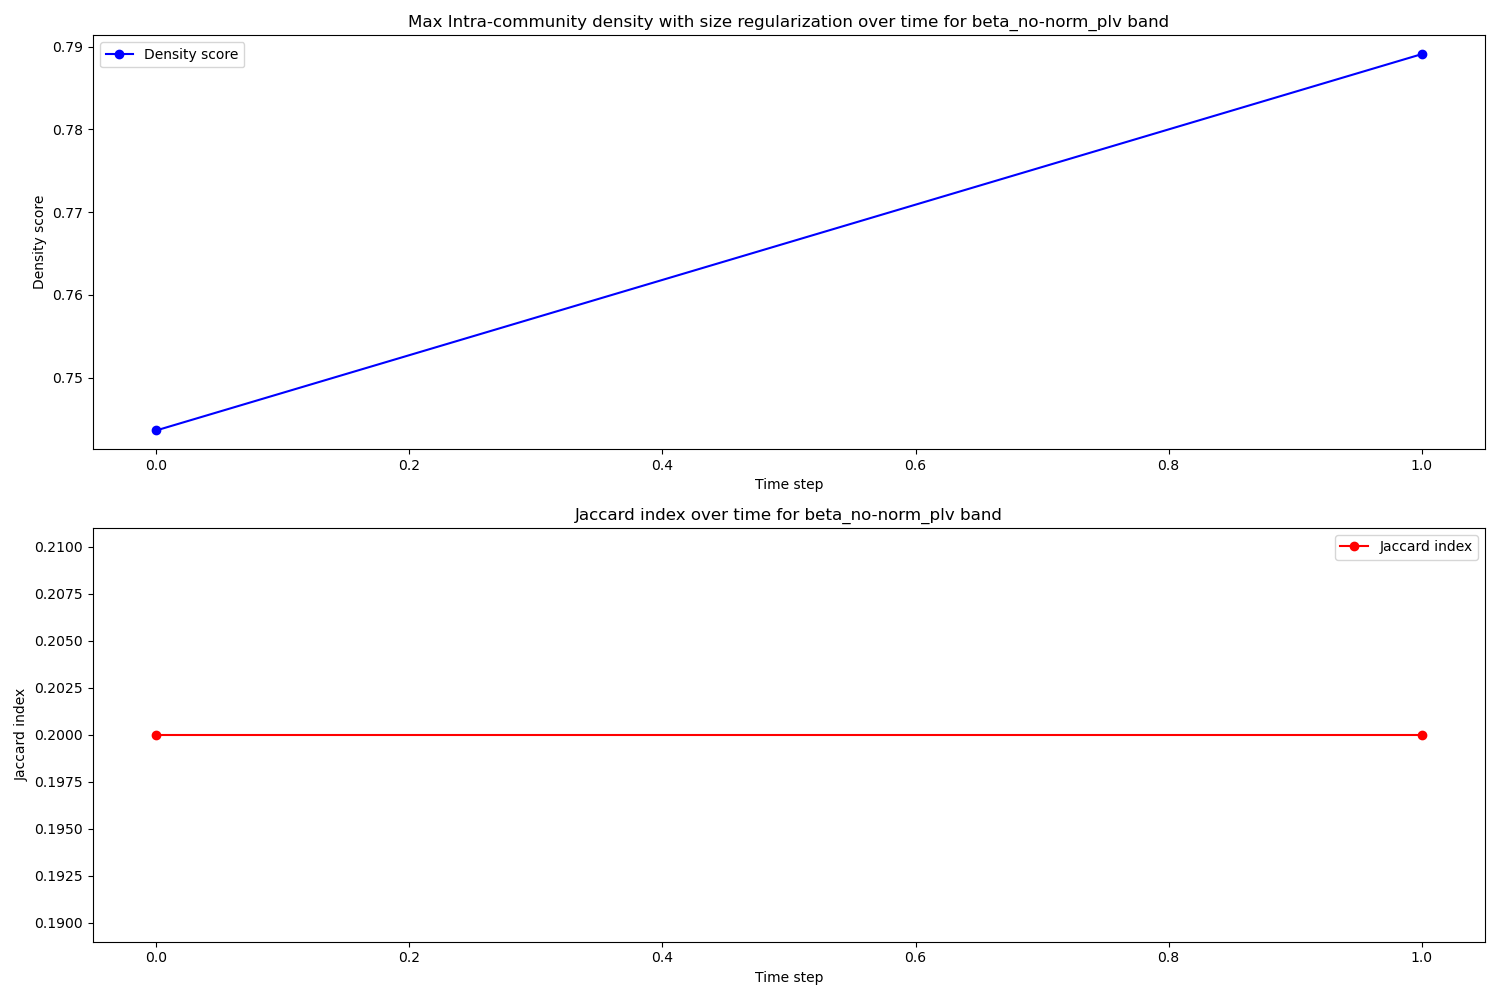 Max Intra-community density with size regularization over time for beta_no-norm_plv band
Density score
0.79
0.78
0.77
0.76
0.75
Density score
0.0 0.2 0.4 0.6 0.8 1.0
Time step
Jaccard index over time for beta_no-norm_plv band
Jaccard index
0.2100
0.2075
0.2050
0.2025
0.2000
0.1975
0.1950
0.1925
0.1900
Jaccard index
0.0 0.2 0.4 0.6 0.8 1.0
Time step